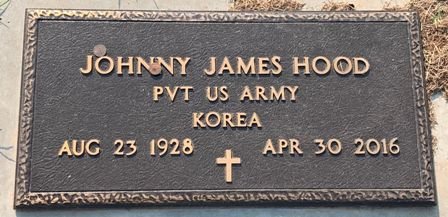 JOHNNY JAMES HOOD
PVT US ARMY
KOREA
AUG 23 1928 APR 30 2016